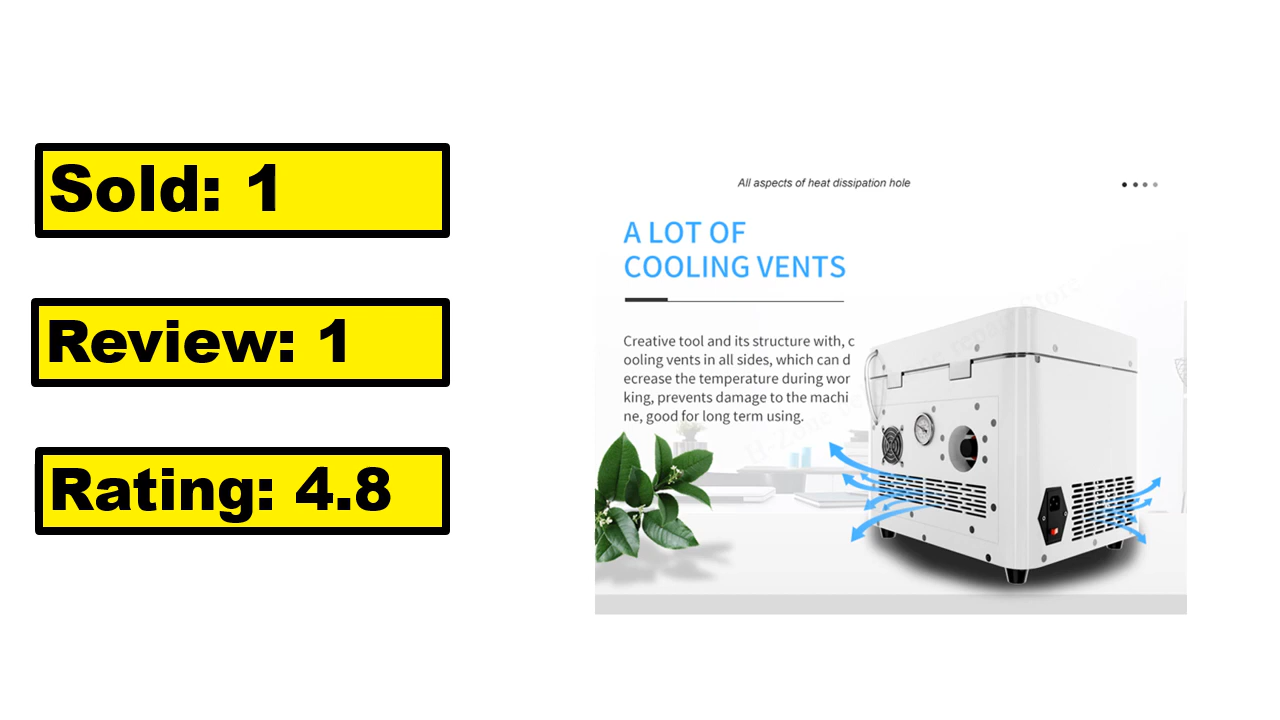 Sold: 1
Review: 1
Rating: 4.8
All aspects of heat dissipation hole
A LOT OF
COOLING VENTS
Creative tool and its structure with, c
ooling vents in all sides, which can d
ecrease the temperature during wor
king, prevents damage to the machi
ne, good for long term using.